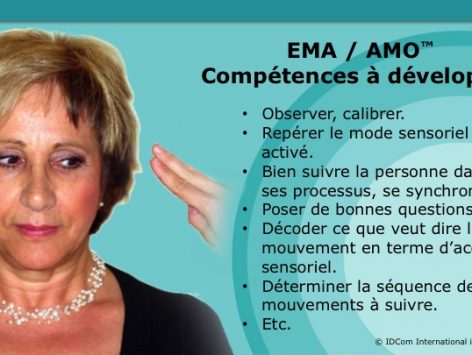 EMA / AMO™
Compétences à dévelop
• Observer, calibrer.
• Repérer le mode sensoriel
activé.
• Bien suivre la personne da
ses processus, se synchron
• Poser de bonnes questions
• Décoder ce que veut dire l
mouvement en terme d’acc
sensoriel.
• Déterminer la séquence de
mouvements à suivre.
• Etc.
© IDCom International i